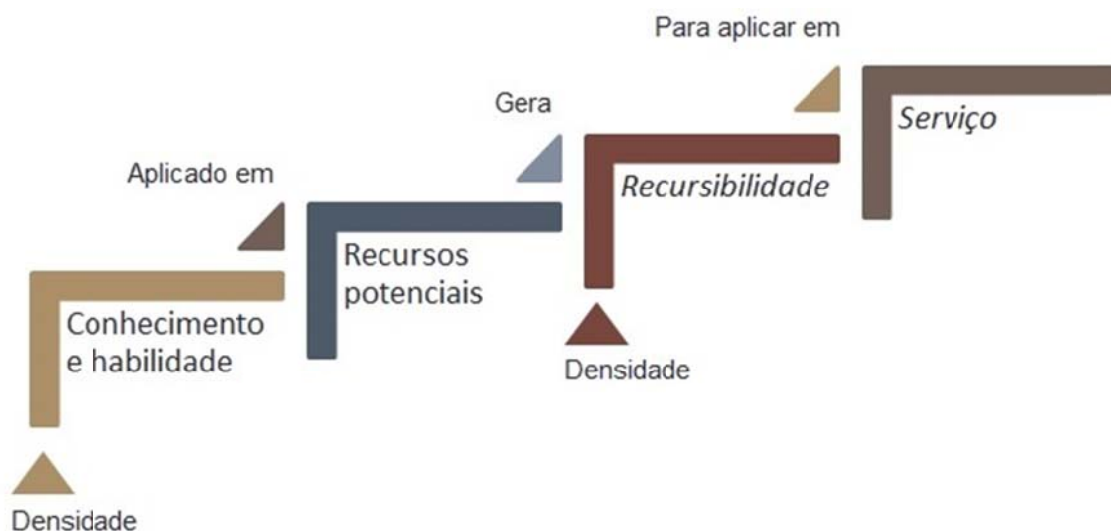 Para aplicar em
Serviço
Gera
Recursibilidade
Aplicado em
Recursos
potenciais
Conhecimento
e habilidade
Densidade
Densidade